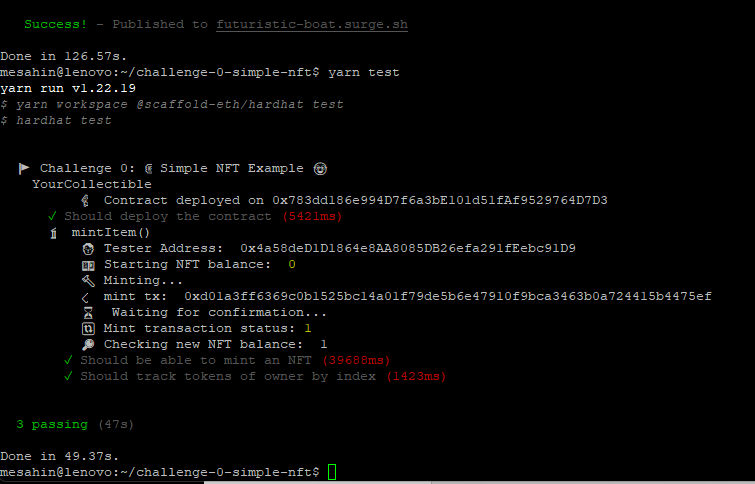 Success! - Published to futuristic-boat.surge.sh
Done in 126.57s.
mesahin@lenovo:~/challenge-0-simple-nft$ yarn test
yarn run v1.22.19
$ yarn workspace @scaffold-eth/hardhat test
$ hardhat test
🚩 Challenge 0: 🎟 Simple NFT Example 🤓
YourCollectible
🛰 Contract deployed on 0x783dd186e994D7f6a3bE101d51fAf9529764D7D3
✓ Should deploy the contract (5421ms)
mintItem()
Tester Address: 0x4a58deD1D1864e8AA8085DB26efa291fEebc91D9
Starting NFT balance: 0
🔨 Minting...
mint tx: 0xd01a3ff6369c0b1525bc14a01f79de5b6e47910f9bca3463b0a724415b4475ef
⏳ Waiting for confirmation...
Mint transaction status: 1
🔎 Checking new NFT balance: 1
✓ Should be able to mint an NFT (39688ms)
✓ Should track tokens of owner by index (1423ms)
3 passing (47s)
Done in 49.37s.
mesahin@lenovo:~/challenge-0-simple-nft$